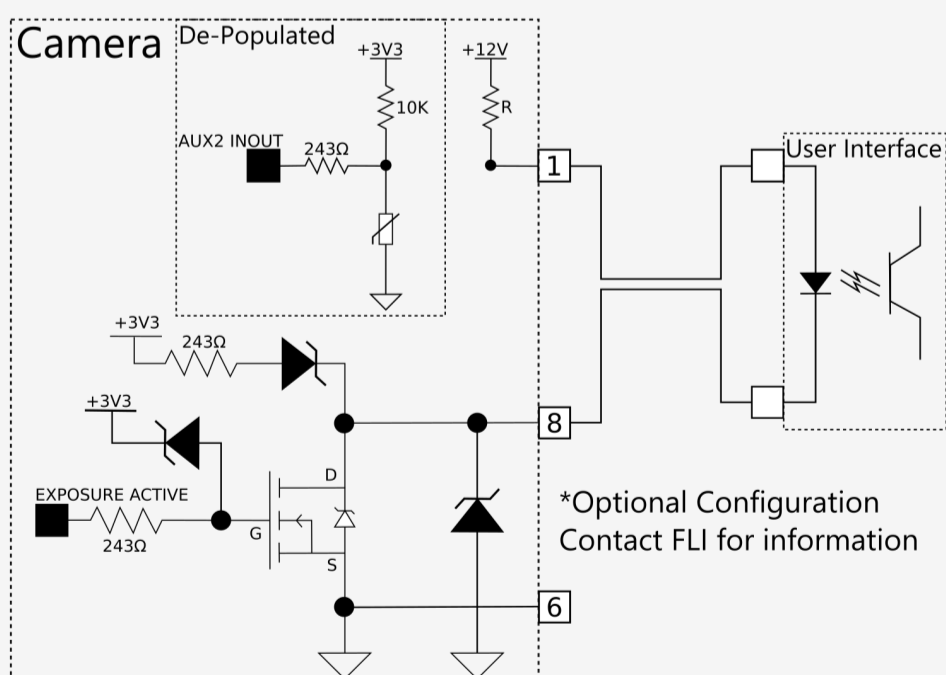 Camera
De-Populated
+3V3
+12V
10K
R
AUX2 INOUT
243Ω
1
User Interface
+3V3
243Ω
+3V3
8
D
EXPOSURE ACTIVE
G
243Ω
S
*Optional Configuration
Contact FLI for information
6